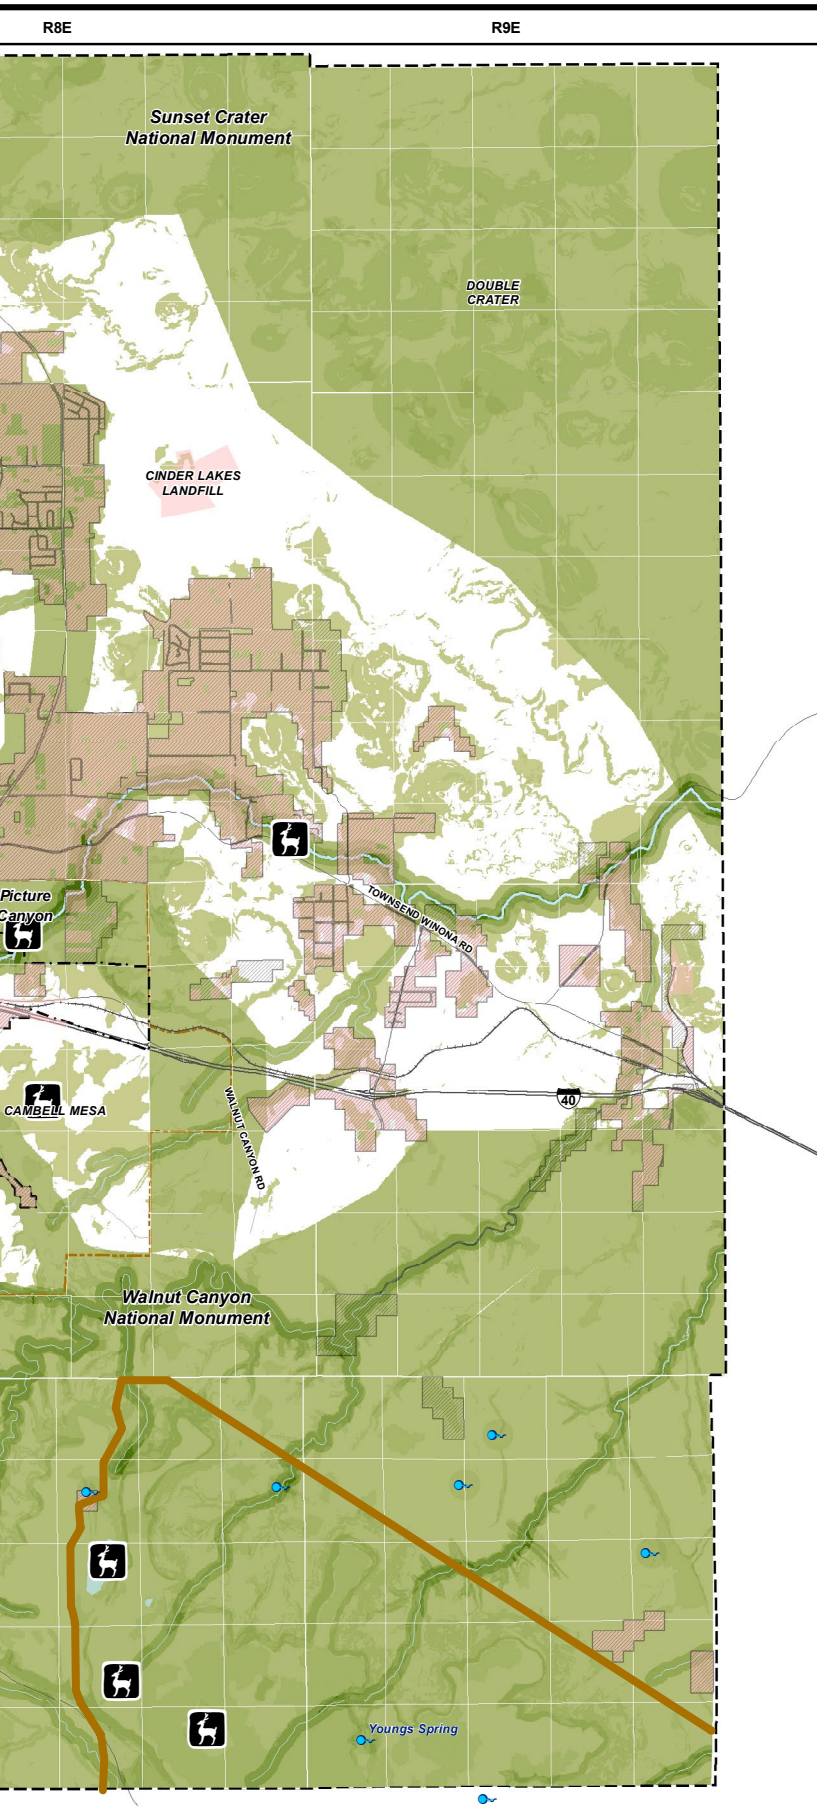 R8E
R9E
Sunset Crater
National Monument
DOUBLE
CRATER
CINDER LAKES
LANDFILL
Picture
Canyon
TOWNSEND WINONA RD
40
CAMBELL MESA
WALNUT CANYON RD
Walnut Canyon
National Monument
Youngs Spring